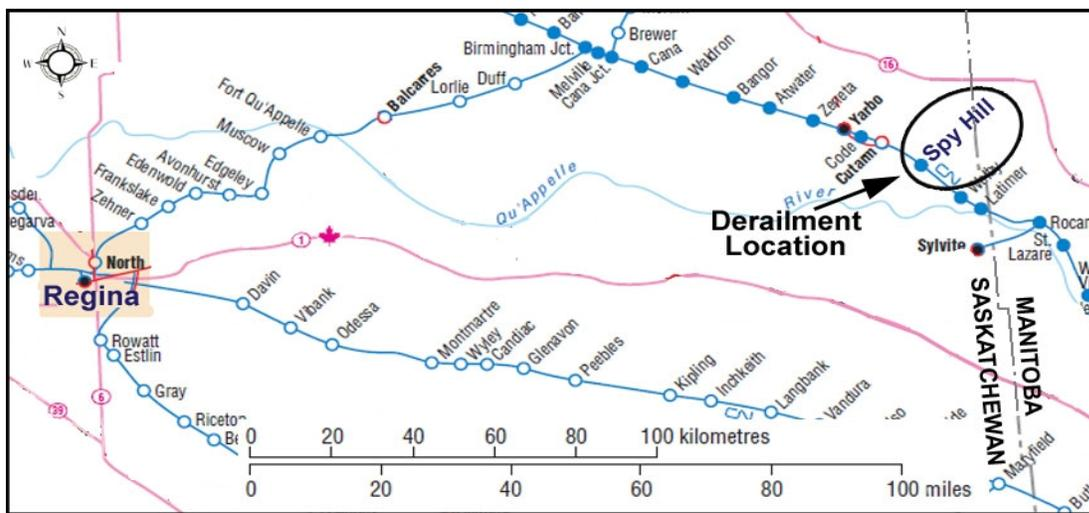 N
W E
S
Birmingham Jct.
Brewer
Melville
Cana Jct.
Cana
Waldron
Bangor
Atwater
Zeneta
Yarbo
Code
Cutarm
Spy Hill
CN
Latimer
16
Fort Qu'Appelle
Muscow
Balcarres
Lorlie
Duff
Edgeley
Avonhurst
Edenwold
Frankslake
Zehner
Qu'Appelle
River
Derailment
Location
Sylvite
St.
Lazare
1
North
Regina
Davin
Vibank
Odessa
Montmartre
Wyley
Candiac
Glenavon
Peebles
Kipling
Inchkeith
Langbank
Vandura
CN
SASKATCHEWAN
MANITOBA
Maryfield
Rowatt
Estlin
Gray
Riceton
6
39
0 20 40 60 80 100 kilometres
0 20 40 60 80 100 miles